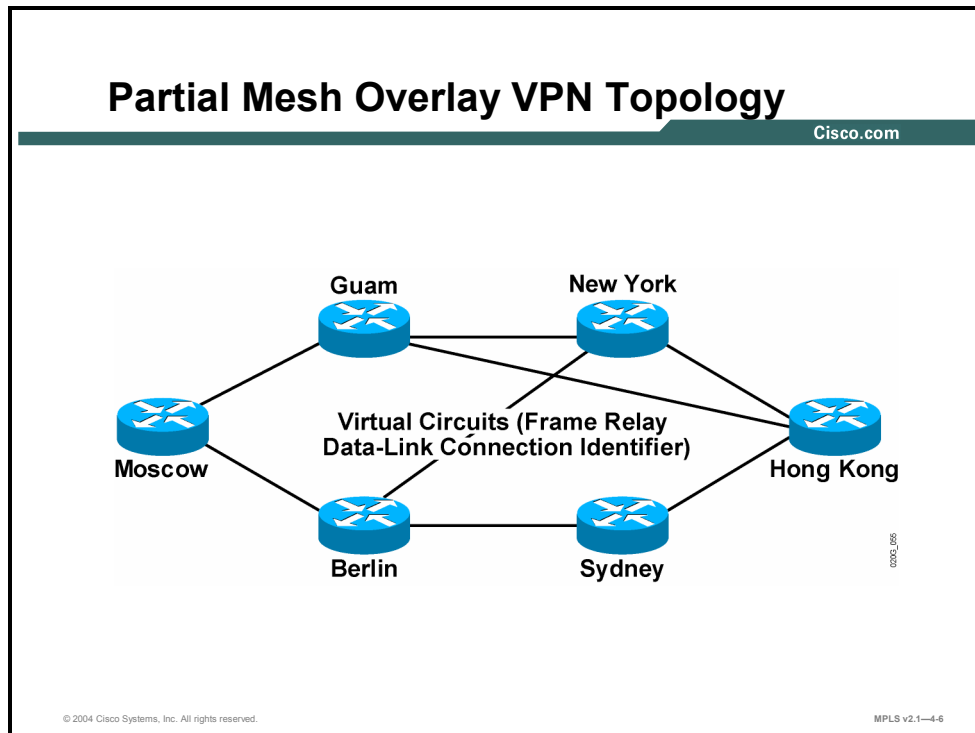 Partial Mesh Overlay VPN Topology
Cisco.com
Guam
New York
Virtual Circuits (Frame Relay
Data-Link Connection Identifier)
Moscow
Hong Kong
Berlin
Sydney
020G_055
© 2004 Cisco Systems, Inc. All rights reserved.
MPLS v2.1—4-6